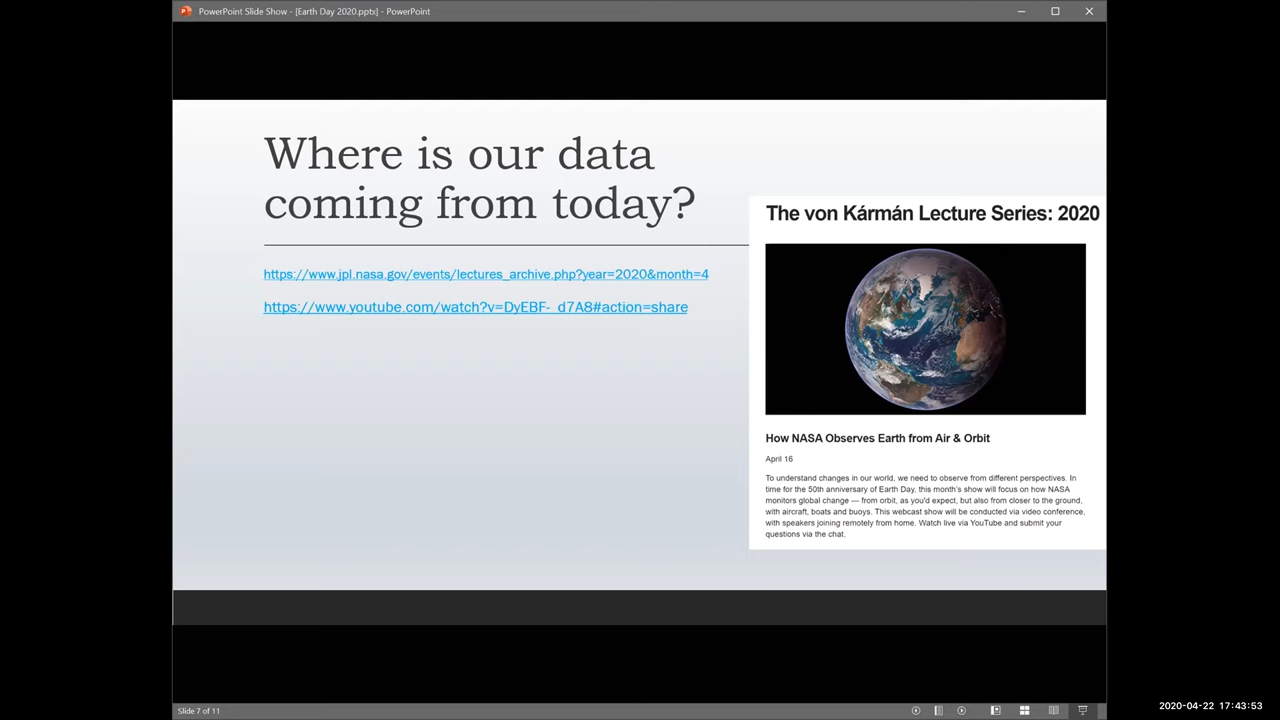 PowerPoint Slide Show - [Earth Day 2020.pptx] - PowerPoint
Where is our data
coming from today?
https://www.jpl.nasa.gov/events/lectures_archive.php?year=2020&month=4
https://www.youtube.com/watch?v=DyEBF-_d7A8#action=share
The von Kármán Lecture Series: 2020
How NASA Observes Earth from Air & Orbit
April 16
To understand changes in our world, we need to observe from different perspectives. In
time for the 50th anniversary of Earth Day, this month's show will focus on how NASA
monitors global change — from orbit, as you'd expect, but also from closer to the ground,
with aircraft, boats and buoys. This webcast show will be conducted via video conference,
with speakers joining remotely from home. Watch live via YouTube and submit your
questions via the chat.
Slide 7 of 11
2020-04-22 17:43:53